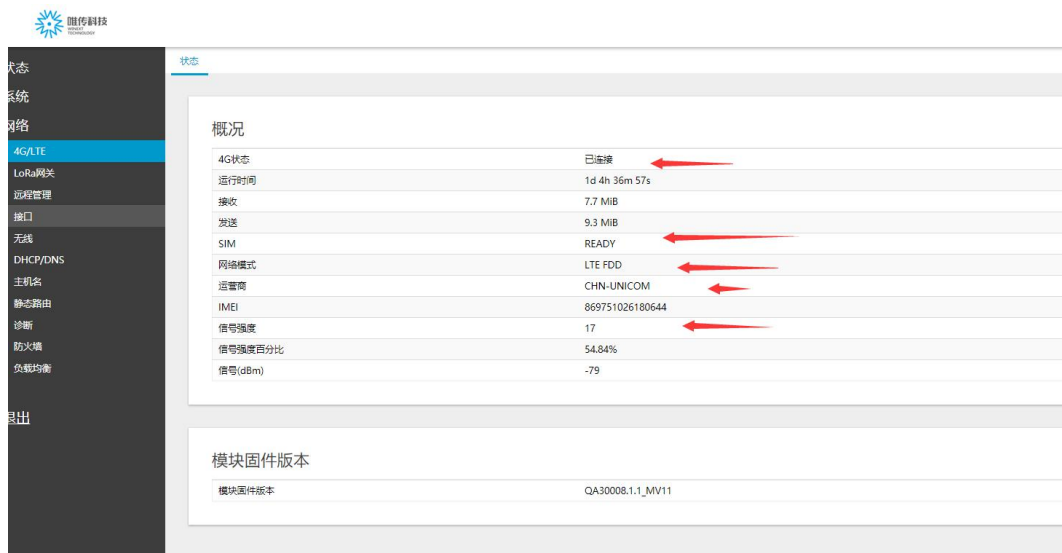 唯传科技
状态
状态
系统
网络
4G/LTE
LoRa网关
远程管理
接口
无线
DHCP/DNS
主机名
静态路由
诊断
防火墙
负载均衡
退出
概况
4G状态 已连接
运行时间 1d 4h 36m 57s
接收 7.7 MiB
发送 9.3 MiB
SIM READY
网络模式 LTE FDD
运营商 CHN-UNICOM
IMEI 869751026180644
信号强度 17
信号强度百分比 54.84%
信号(dBm) -79
模块固件版本
模块固件版本 QA30008.1.1_MV11